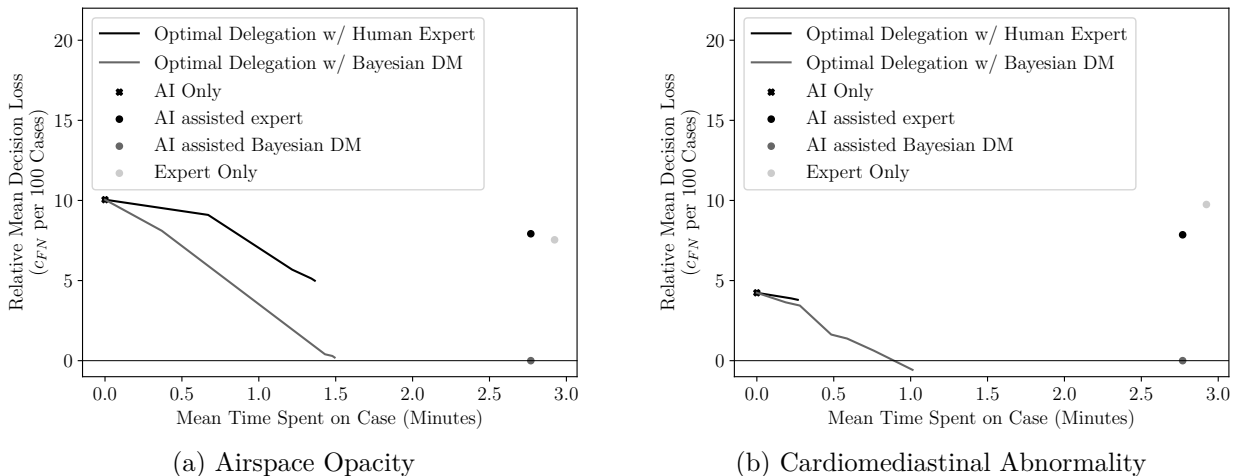 Relative Mean Decision Loss
(c_FN per 100 Cases)
20
15
10
5
0
Optimal Delegation w/ Human Expert
Optimal Delegation w/ Bayesian DM
AI Only
AI assisted expert
AI assisted Bayesian DM
Expert Only
0.0 0.5 1.0 1.5 2.0 2.5 3.0
Mean Time Spent on Case (Minutes)
(a) Airspace Opacity
Relative Mean Decision Loss
(c_FN per 100 Cases)
20
15
10
5
0
Optimal Delegation w/ Human Expert
Optimal Delegation w/ Bayesian DM
AI Only
AI assisted expert
AI assisted Bayesian DM
Expert Only
0.0 0.5 1.0 1.5 2.0 2.5 3.0
Mean Time Spent on Case (Minutes)
(b) Cardiomediastinal Abnormality